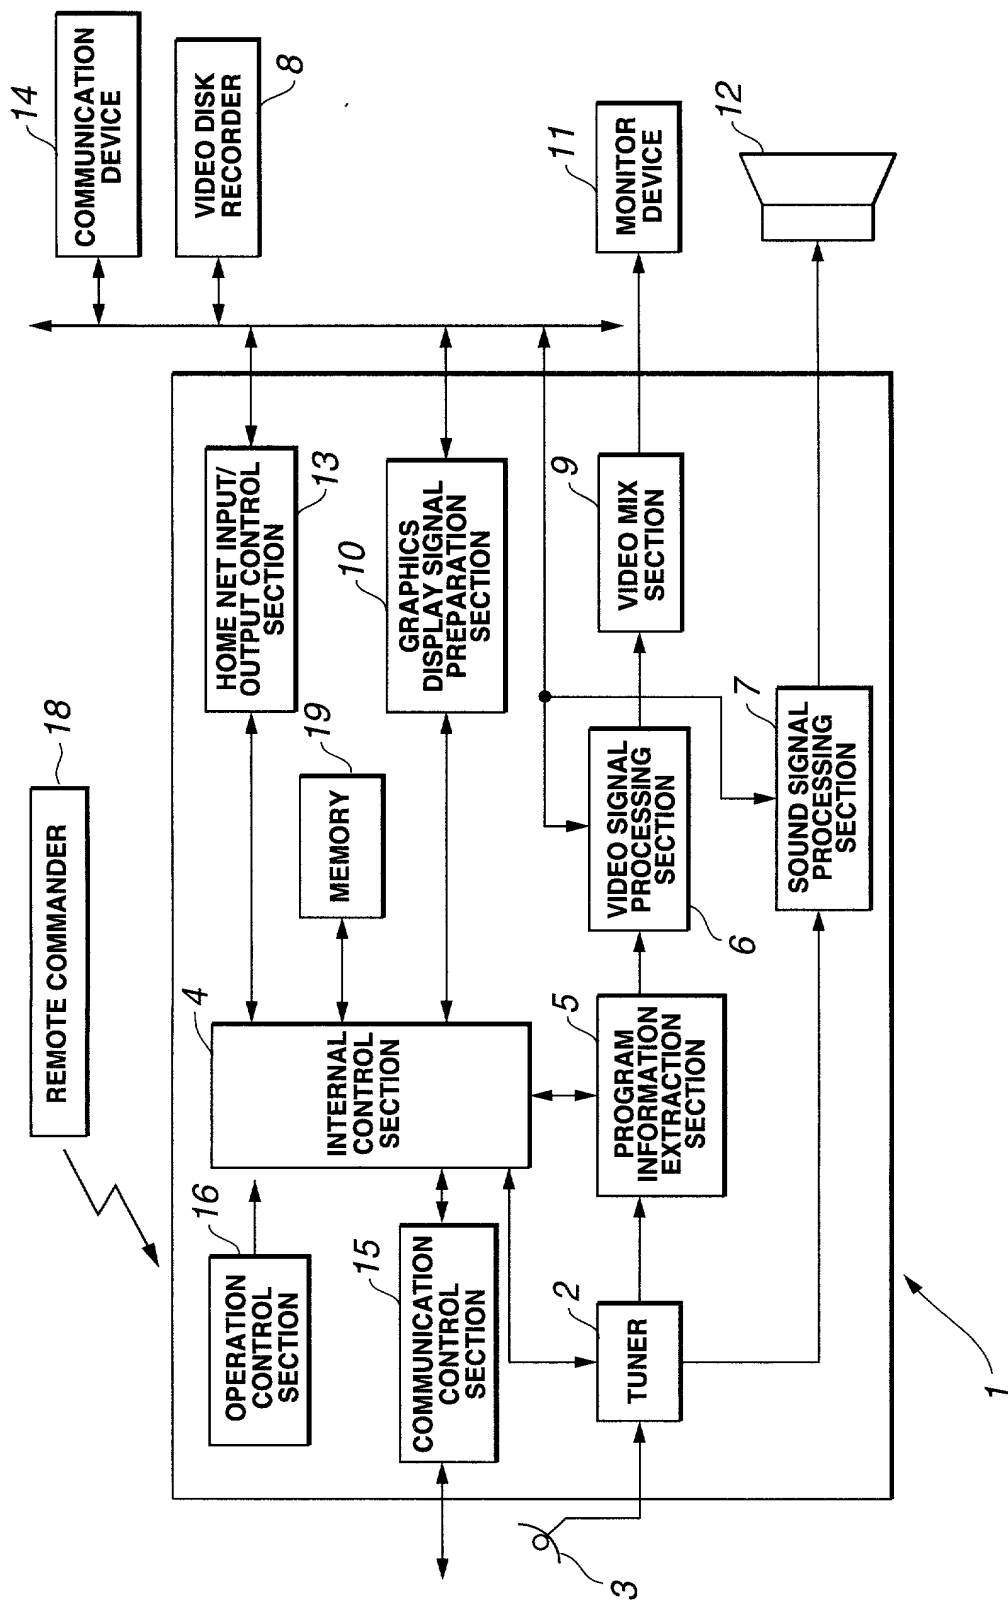 14
COMMUNICATION
DEVICE
VIDEO DISK
RECORDER
8
11
MONITOR
DEVICE
12
HOME NET INPUT/
OUTPUT CONTROL
SECTION
13
10
GRAPHICS
DISPLAY SIGNAL
PREPARATION
SECTION
9
VIDEO MIX
SECTION
18
REMOTE COMMANDER
19
MEMORY
VIDEO SIGNAL
PROCESSING
SECTION
6
7
SOUND SIGNAL
PROCESSING
SECTION
4
INTERNAL
CONTROL
SECTION
5
PROGRAM
INFORMATION
EXTRACTION
SECTION
16
OPERATION
CONTROL
SECTION
15
COMMUNICATION
CONTROL
SECTION
2
TUNER
3
1